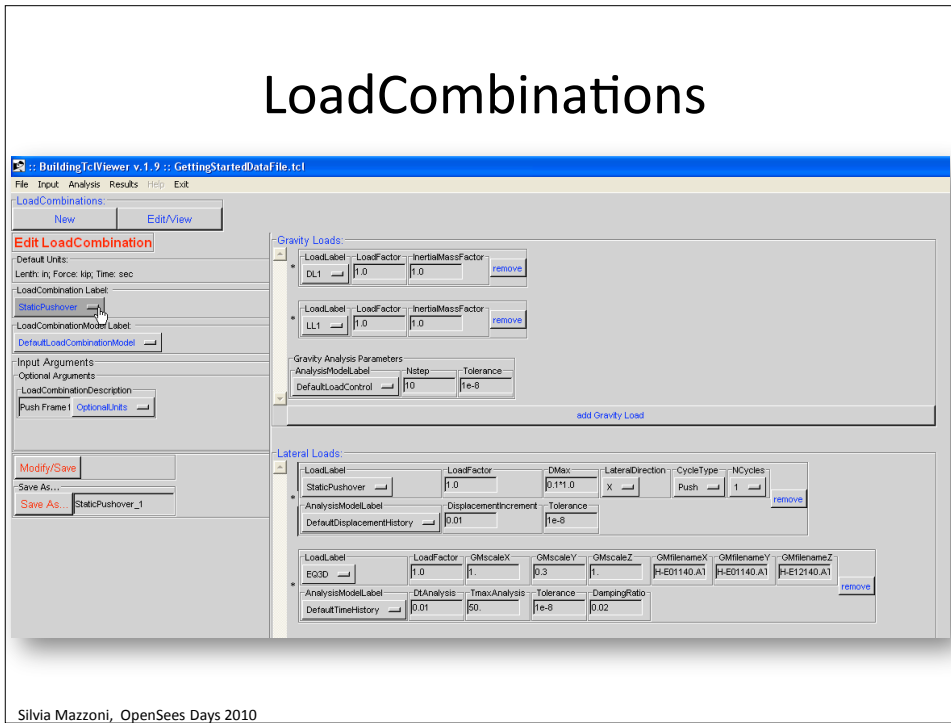 LoadCombinations
:: BuildingTclViewer v.1.9 :: GettingStartedDataFile.tcl
File Input Analysis Results Help Exit
LoadCombinations:
New Edit/View
Edit LoadCombination
Default Units:
Lenth: in; Force: kip; Time: sec
LoadCombination Label:
StaticPushover
LoadCombinationModel Label:
DefaultLoadCombinationModel
Input Arguments
Optional Arguments
LoadCombinationDescription
Push Frame t OptionalUnits
Modify/Save
Save As...
Save As... StaticPushover_1
Gravity Loads:
LoadLabel LoadFactor InertialMassFactor
* DL1 1.0 1.0 remove
LoadLabel LoadFactor InertialMassFactor
* LL1 1.0 1.0 remove
Gravity Analysis Parameters
AnalysisModelLabel Nstep Tolerance
DefaultLoadControl 10 1e-8
add Gravity Load
Lateral Loads:
LoadLabel LoadFactor DMax LateralDirection CycleType NCycles
StaticPushover 1.0 0.1*1.0 X Push 1
* remove
AnalysisModelLabel DisplacementIncrement Tolerance
DefaultDisplacementHistory 0.01 1e-8
LoadLabel LoadFactor GMscaleX GMscaleY GMscaleZ GMfilenameX GMfilenameY GMfilenameZ
EQ3D 1.0 1. 0.3 1. H-E01140.AT H-E01140.AT H-E12140.AT
* remove
AnalysisModelLabel DtAnalysis TmaxAnalysis Tolerance DampingRatio
DefaultTimeHistory 0.01 50. 1e-8 0.02
Silvia Mazzoni, OpenSees Days 2010